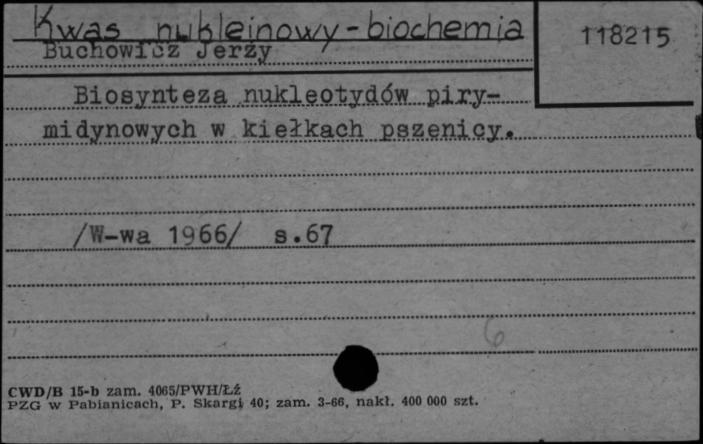 Kwas nukleinowy-biochemia
118215
Buchowicz Jerzy
Biosynteza nukleotydów piry-
midynowych w kiełkach pszenicy.
/W-wa 1966/ s.67
6
CWD/B 15-b zam. 4065/PWH/Łź
PZG w Pabianicach, P. Skargi 40; zam. 3-66, nakł. 400 000 szt.